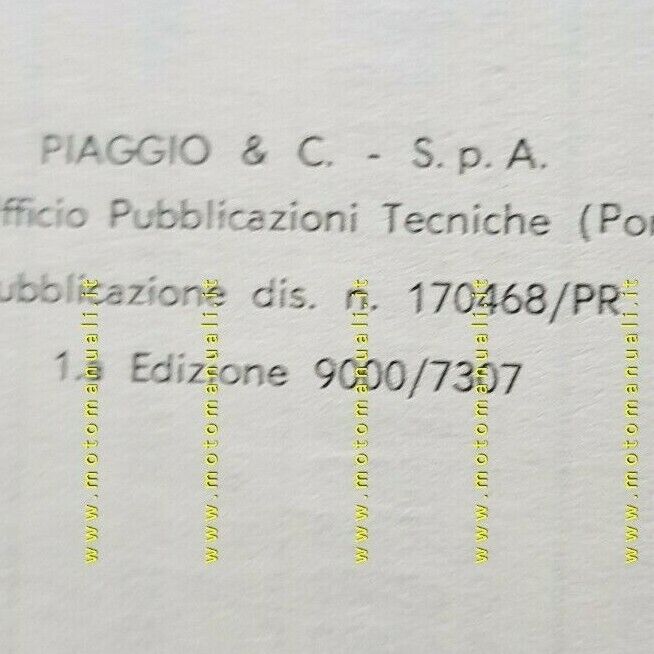 PIAGGIO & C. - S.p.A.
fficio Pubblicazioni Tecniche (Por
ubblicazione dis. n. 170468/PR
1.a Edizione 9000/7307
www.motomanuali.it
www.motomanuali.it
www.motomanuali.it
www.motomanuali.it
www.motomanuali.it